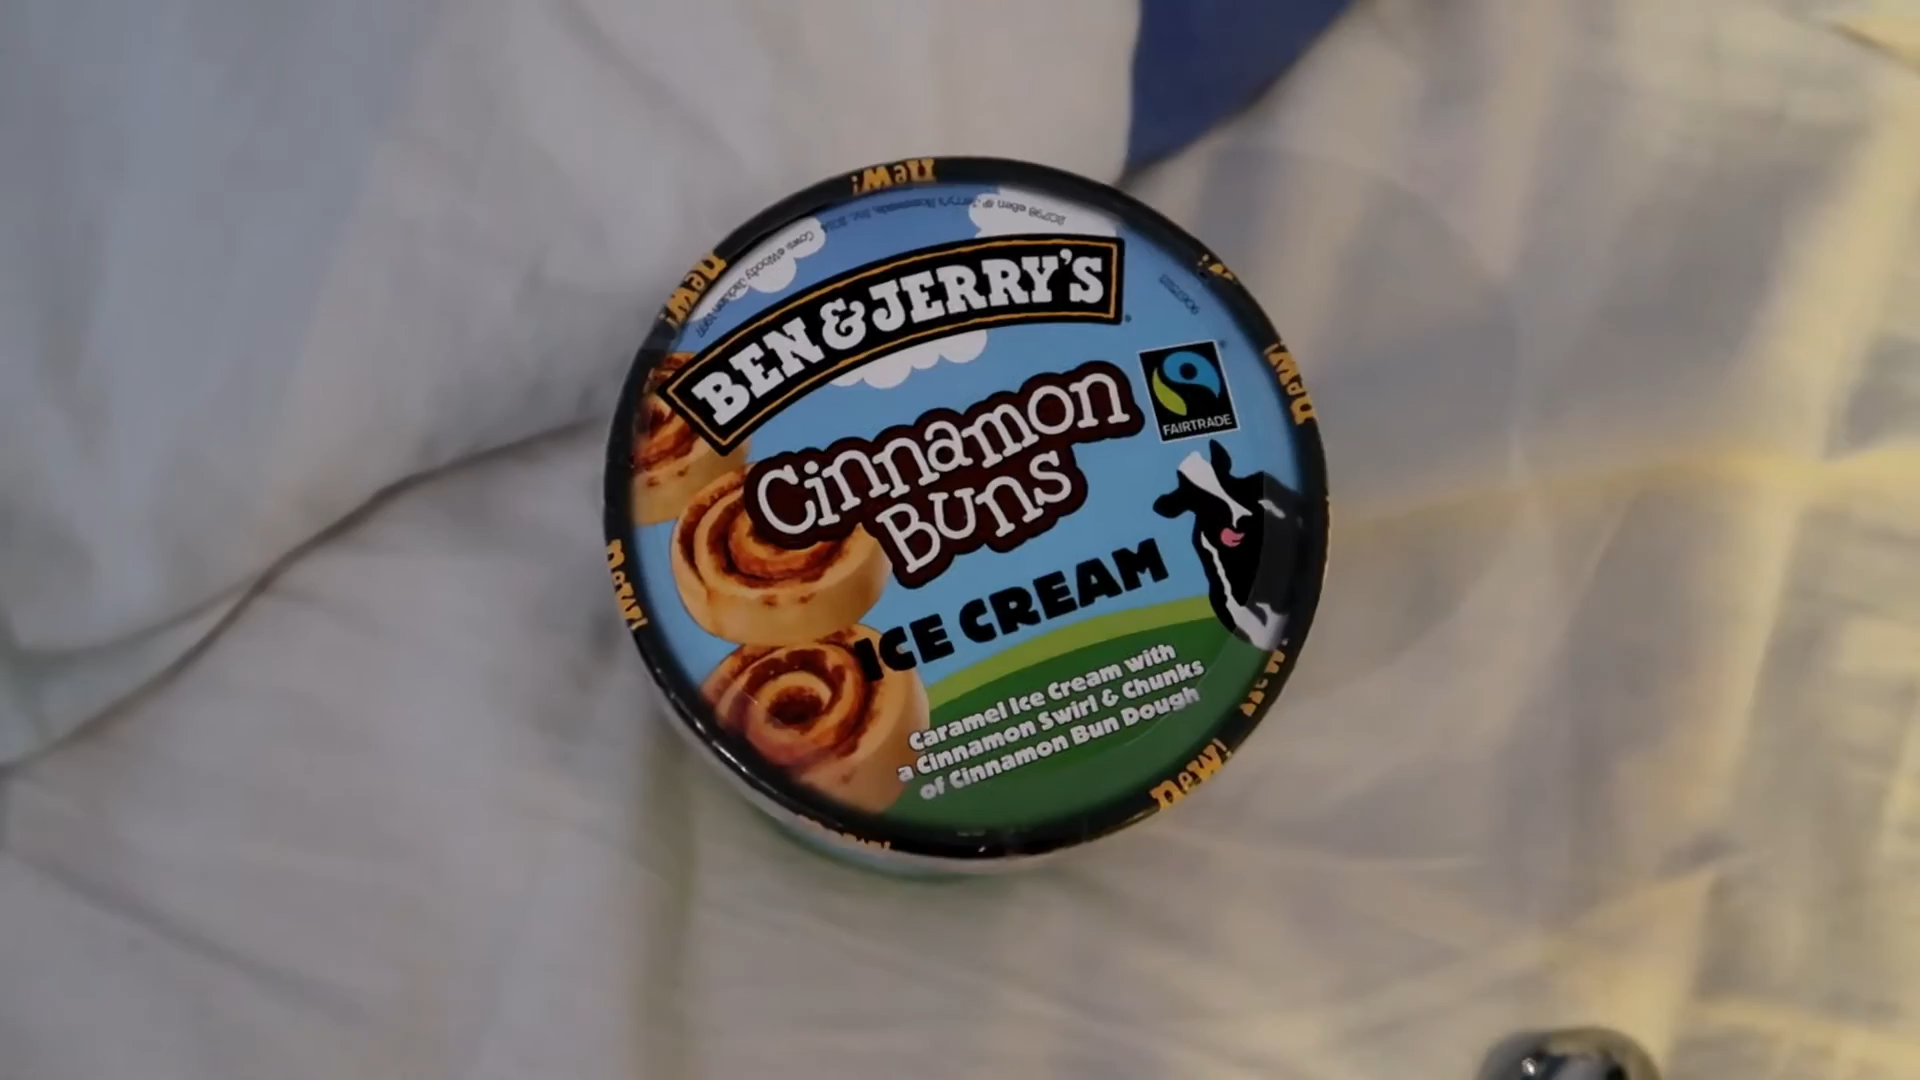 new!
BEN & JERRY'S
FAIRTRADE
Cinnamon
Buns
ICE CREAM
Caramel Ice Cream with
a Cinnamon Swirl & Chunks
of Cinnamon Bun Dough
new!
new!
new!
new!